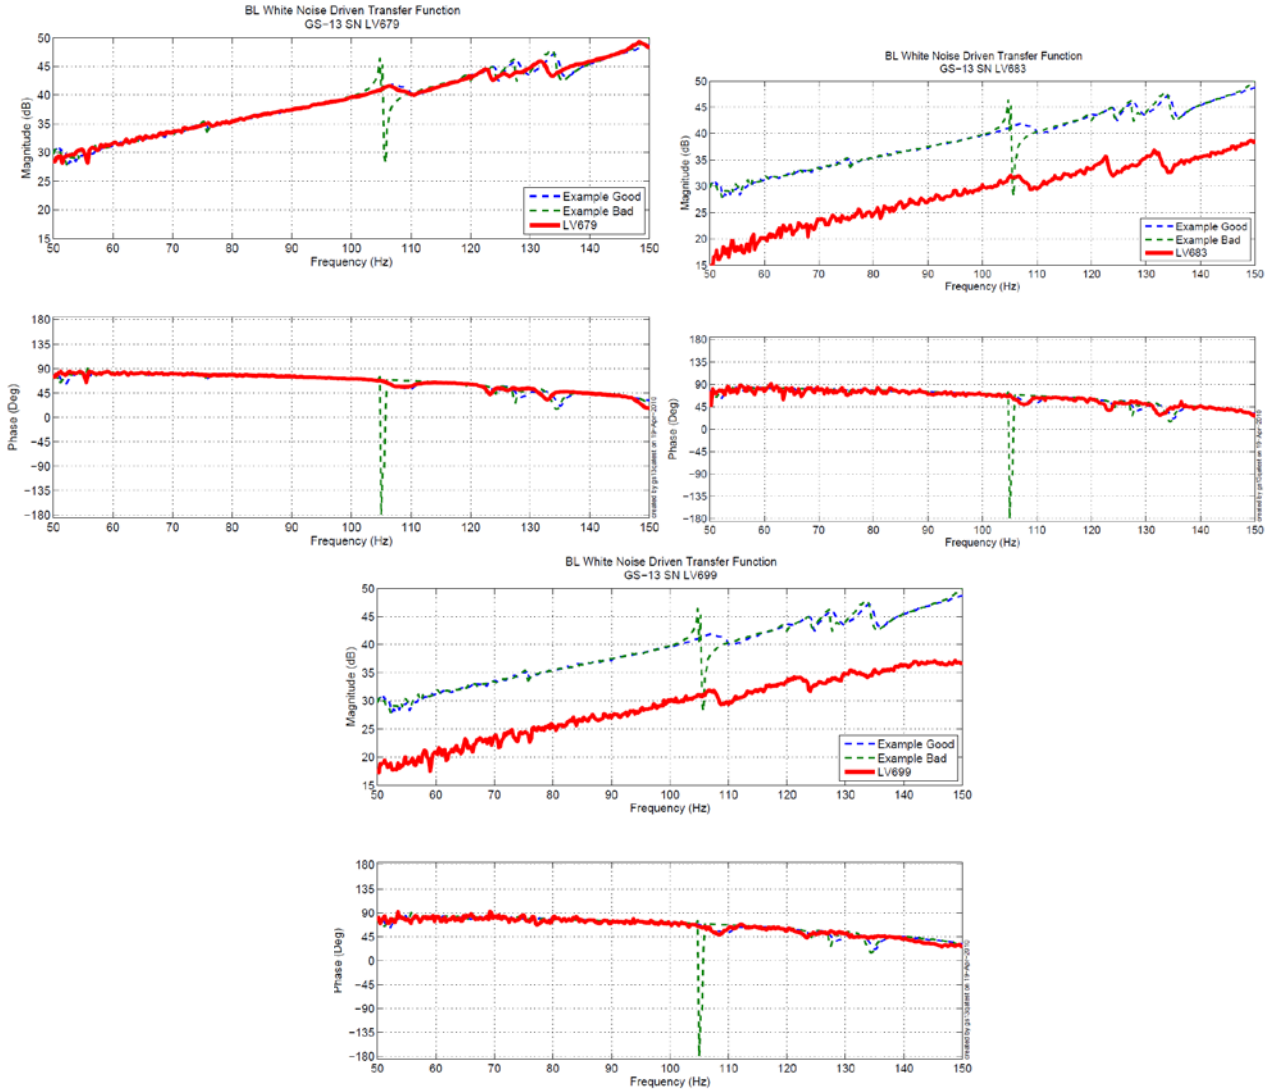 BL White Noise Driven Transfer Function
GS-13 SN LV679
50
45
40
35
30
25
20
15
Magnitude (dB)
Example Good
Example Bad
LV679
50 60 70 80 90 100 110 120 130 140 150
Frequency (Hz)
180
135
90
45
0
-45
-90
-135
-180
Phase (Deg)
50 60 70 80 90 100 110 120 130 140 150
Frequency (Hz)
BL White Noise Driven Transfer Function
GS-13 SN LV683
50
45
40
35
30
25
20
15
Magnitude (dB)
Example Good
Example Bad
LV683
50 60 70 80 90 100 110 120 130 140 150
Frequency (Hz)
180
135
90
45
0
-45
-90
-135
-180
Phase (Deg)
50 60 70 80 90 100 110 120 130 140 150
Frequency (Hz)
BL White Noise Driven Transfer Function
GS-13 SN LV699
50
45
40
35
30
25
20
15
Magnitude (dB)
Example Good
Example Bad
LV699
50 60 70 80 90 100 110 120 130 140 150
Frequency (Hz)
180
135
90
45
0
-45
-90
-135
-180
Phase (Deg)
50 60 70 80 90 100 110 120 130 140 150
Frequency (Hz)